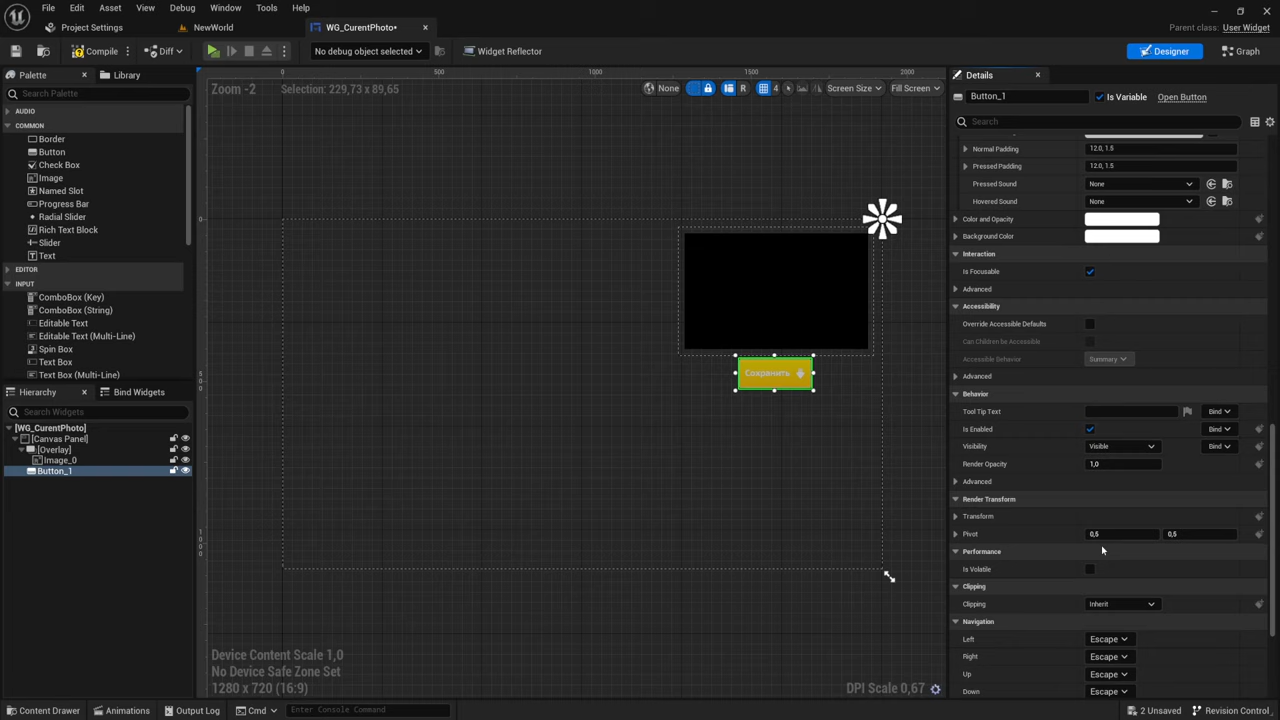 File Edit Asset View Debug Window Tools Help
Project Settings
NewWorld
WG_CurentPhoto•
Parent class: User Widget
Compile
Diff
No debug object selected
Widget Reflector
Designer
Graph
Palette
Library
Search Palette
AUDIO
COMMON
Border
Button
Check Box
Image
Named Slot
Progress Bar
Radial Slider
Rich Text Block
Slider
Text
EDITOR
INPUT
ComboBox (Key)
ComboBox (String)
Editable Text
Editable Text (Multi-Line)
Spin Box
Text Box
Text Box (Multi-Line)
Hierarchy
Bind Widgets
Search Widgets
[WG_CurentPhoto]
[Canvas Panel]
[Overlay]
Image_0
Button_1
0 500 1000 1500 2000
Zoom -2
Selection: 229,73 x 89,65
None
R
4
Screen Size
Fill Screen
0
500
1000
Сохранить
Device Content Scale 1,0
No Device Safe Zone Set
1280 x 720 (16:9)
DPI Scale 0,67
Details
Button_1
Is Variable
Open Button
Search
Normal Padding 12.0, 1.5
Pressed Padding 12.0, 1.5
Pressed Sound None
Hovered Sound None
Color and Opacity
Background Color
Interaction
Is Focusable
Advanced
Accessibility
Override Accessible Defaults
Can Children be Accessible
Accessible Behavior Summary
Advanced
Behavior
Tool Tip Text Bind
Is Enabled Bind
Visibility Visible Bind
Render Opacity 1,0
Advanced
Render Transform
Transform
Pivot 0,5 0,5
Performance
Is Volatile
Clipping
Clipping Inherit
Navigation
Left Escape
Right Escape
Up Escape
Down Escape
Content Drawer
Animations
Output Log
Cmd
Enter Console Command
2 Unsaved
Revision Control